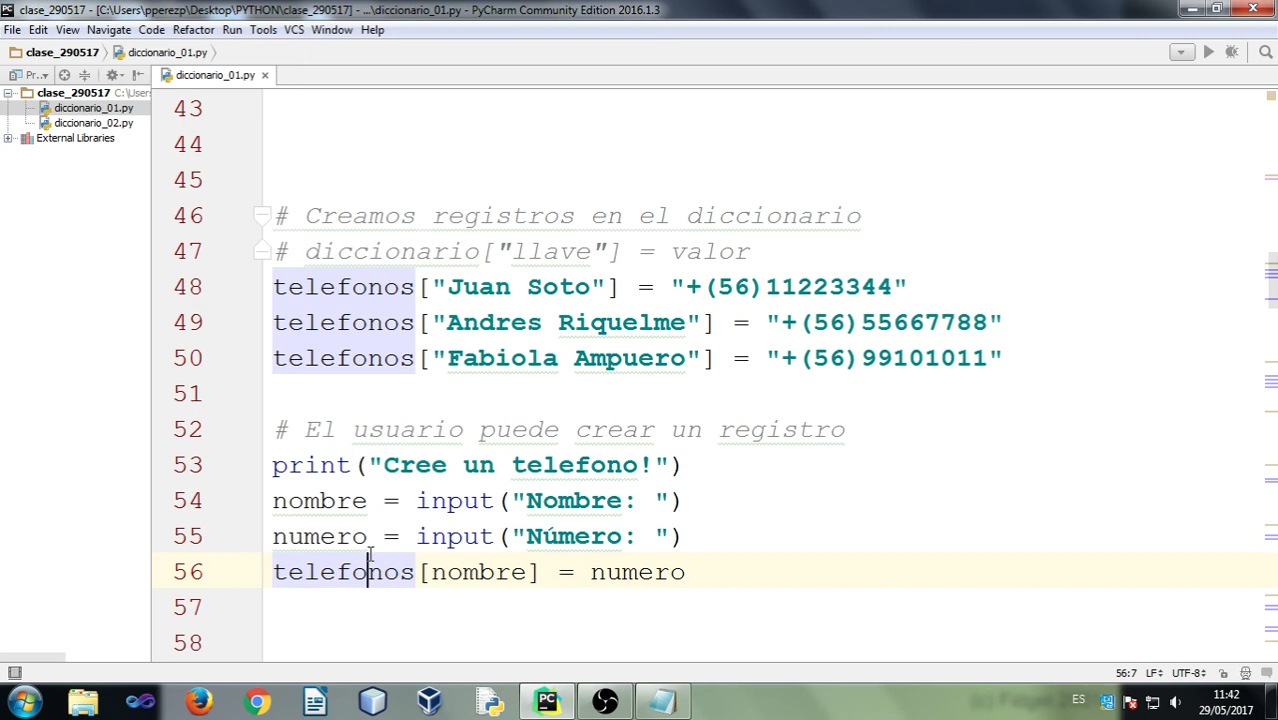 clase_290517 - [C:\Users\pperezp\Desktop\PYTHON\clase_290517] - ...\diccionario_01.py - PyCharm Community Edition 2016.1.3
File Edit View Navigate Code Refactor Run Tools VCS Window Help
clase_290517 diccionario_01.py
Pr... diccionario_01.py
clase_290517 C:\Users
diccionario_01.py
diccionario_02.py
External Libraries
43
44
45
46 # Creamos registros en el diccionario
47 # diccionario["llave"] = valor
48 telefonos["Juan Soto"] = "+(56)11223344"
49 telefonos["Andres Riquelme"] = "+(56)55667788"
50 telefonos["Fabiola Ampuero"] = "+(56)99101011"
51
52 # El usuario puede crear un registro
53 print("Cree un telefono!")
54 nombre = input("Nombre: ")
55 numero = input("Número: ")
56 telefonos[nombre] = numero
57
58
56:7 LF UTF-8
ES 11:42
29/05/2017